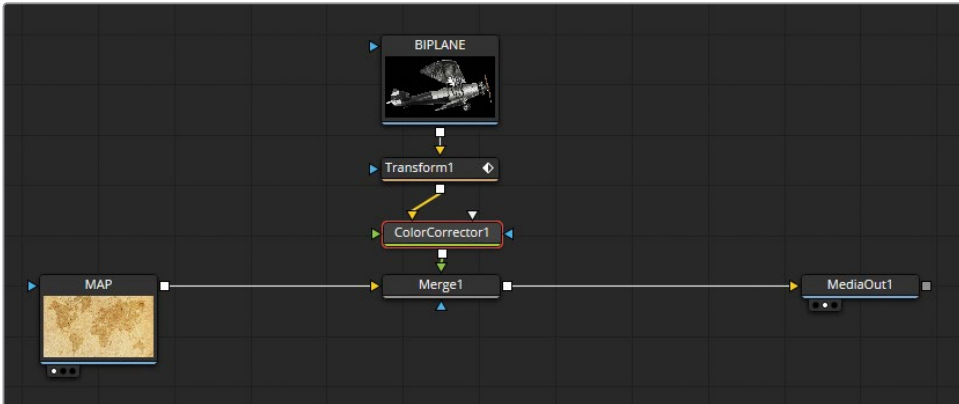 BIPLANE
Transform1
ColorCorrector1
MAP
Merge1
MediaOut1